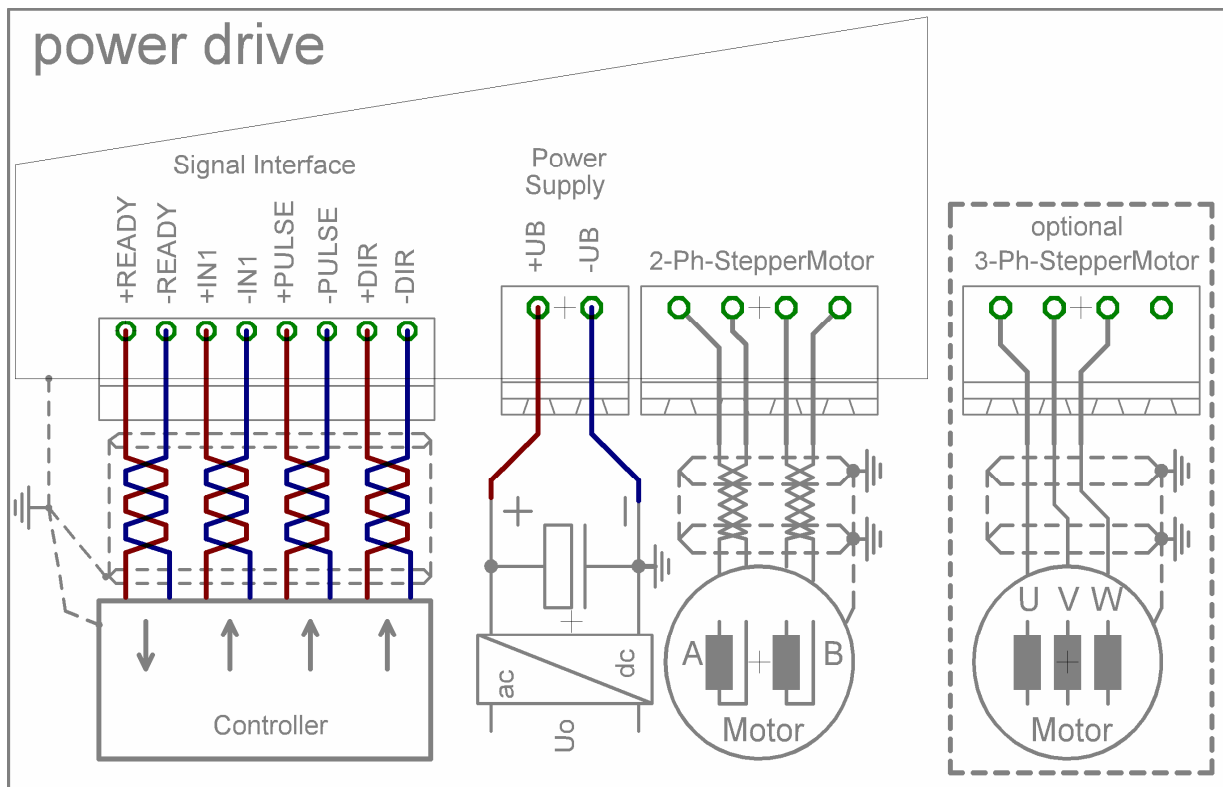 power drive
Signal Interface
+READY
-READY
+IN1
-IN1
+PULSE
-PULSE
+DIR
-DIR
Power
Supply
+UB
-UB
2-Ph-StepperMotor
optional
3-Ph-StepperMotor
+
–
ac
dc
Uo
Controller
A
B
Motor
U V W
Motor